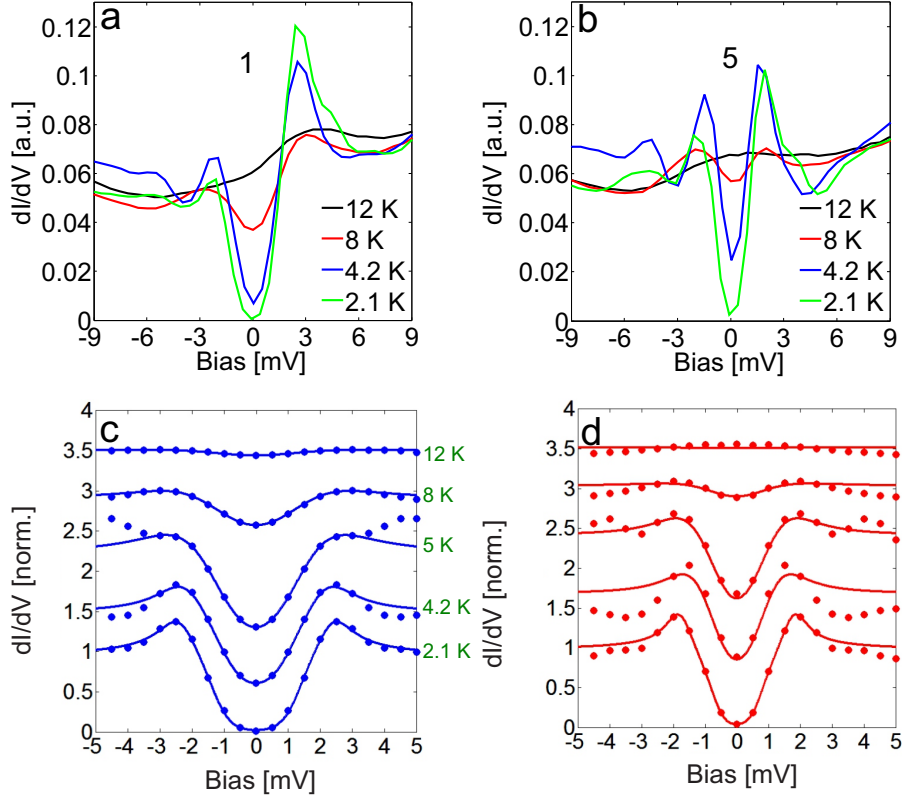 a
1
dI/dV [a.u.]
0.12
0.1
0.08
0.06
0.04
0.02
0
12 K
8 K
4.2 K
2.1 K
-9 -6 -3 0 3 6 9
Bias [mV]
b
5
dI/dV [a.u.]
0.12
0.1
0.08
0.06
0.04
0.02
0
12 K
8 K
4.2 K
2.1 K
-9 -6 -3 0 3 6 9
Bias [mV]
c
dI/dV [norm.]
4
3.5
3
2.5
2
1.5
1
0.5
0
12 K
8 K
5 K
4.2 K
2.1 K
-5 -4 -3 -2 -1 0 1 2 3 4 5
Bias [mV]
d
dI/dV [norm.]
4
3.5
3
2.5
2
1.5
1
0.5
0
-5 -4 -3 -2 -1 0 1 2 3 4 5
Bias [mV]